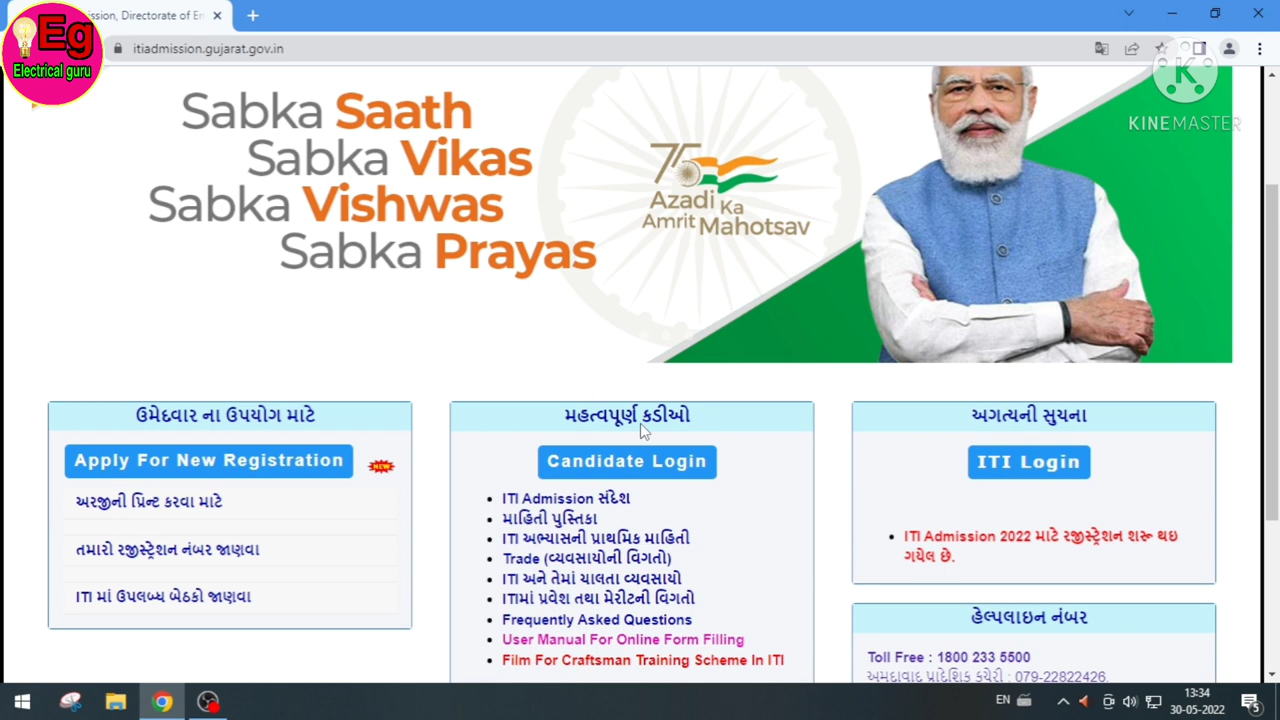 Eg
Electrical guru
ission, Directorate of Er
itiadmission.gujarat.gov.in
K
KINEMASTER
Sabka Saath
Sabka Vikas
Sabka Vishwas
Sabka Prayas
75
Azadi Ka
Amrit Mahotsav
ઉમેદવાર ના ઉપયોગ માટે
Apply For New Registration
NEW
અરજીની પ્રિન્ટ કરવા માટે
તમારો રજીસ્ટ્રેશન નંબર જાણવા
ITI માં ઉપલબ્ધ બેઠકો જાણવા
મહત્વપૂર્ણ કડીઓ
Candidate Login
ITI Admission સંદેશ
માહિતી પુસ્તિકા
ITI અભ્યાસની પ્રાથમિક માહિતી
Trade (વ્યવસાયોની વિગતો)
ITI અને તેમાં ચાલતા વ્યવસાયો
ITIમાં પ્રવેશ તથા મેરીટની વિગતો
Frequently Asked Questions
User Manual For Online Form Filling
Film For Craftsman Training Scheme In ITI
અગત્યની સુચના
ITI Login
ITI Admission 2022 માટે રજીસ્ટ્રેશન શરૂ થઇ
ગયેલ છે.
હેલ્પલાઇન નંબર
Toll Free : 1800 233 5500
અમદાવાદ પ્રાદેશિક કચેરી : 079-22822426,
EN
13:34
30-05-2022
5